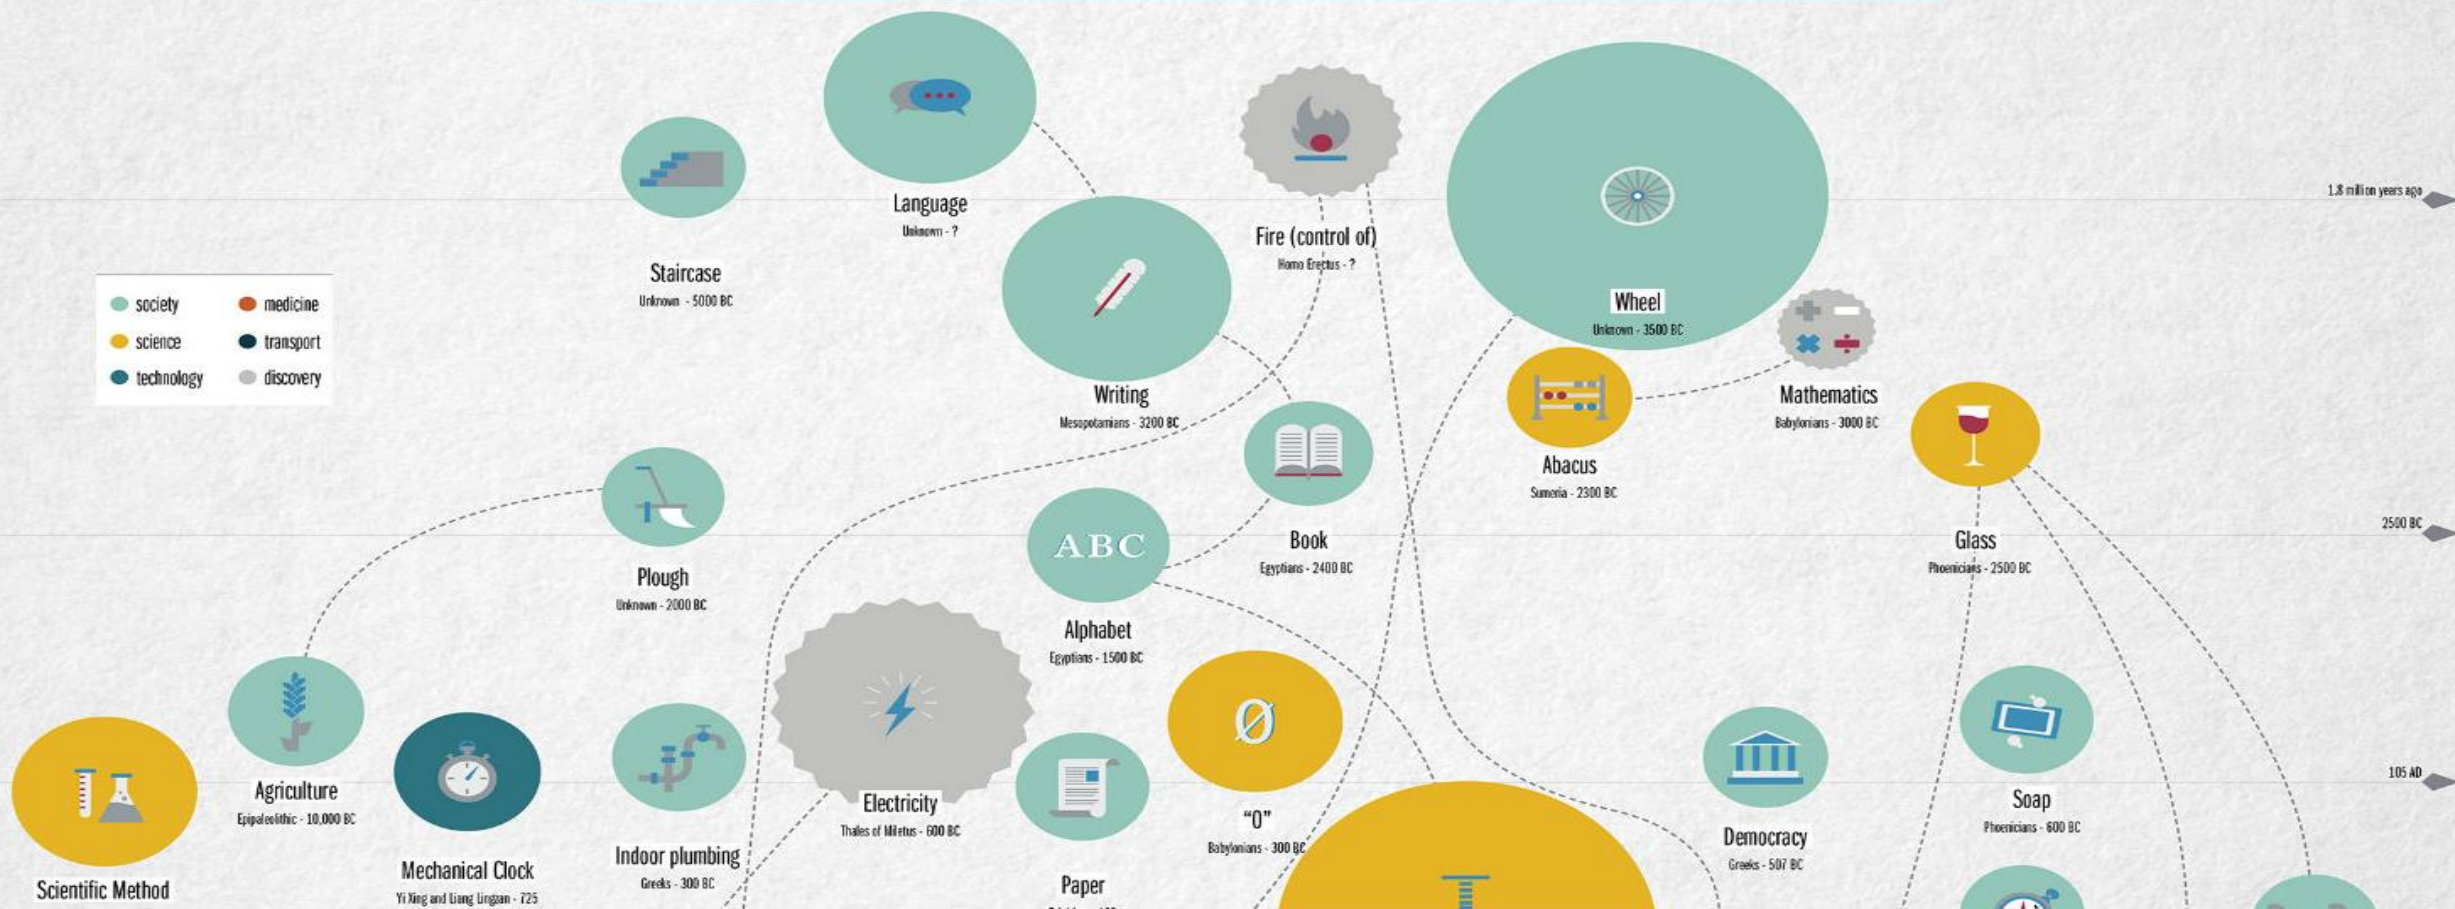 1.8 million years ago
Language
Unknown - ?
Fire (control of)
Homo Erectus - ?
Staircase
Unknown - 5000 BC
Wheel
Unknown - 3500 BC
society
medicine
science
transport
technology
discovery
Writing
Mesopotamians - 3200 BC
Mathematics
Babylonians - 3000 BC
Abacus
Sumeria - 2300 BC
2500 BC
Book
Egyptians - 2400 BC
Glass
Phoenicians - 2500 BC
ABC
Plough
Unknown - 2000 BC
Alphabet
Egyptians - 1500 BC
Ø
105 AD
Agriculture
Epipaleolithic - 10,000 BC
Electricity
Thales of Miletus - 600 BC
Soap
Phoenicians - 600 BC
“0”
Babylonians - 300 BC
Democracy
Greeks - 507 BC
Indoor plumbing
Greeks - 300 BC
Mechanical Clock
Yi Xing and Liang Lingzan - 725
Scientific Method
Paper